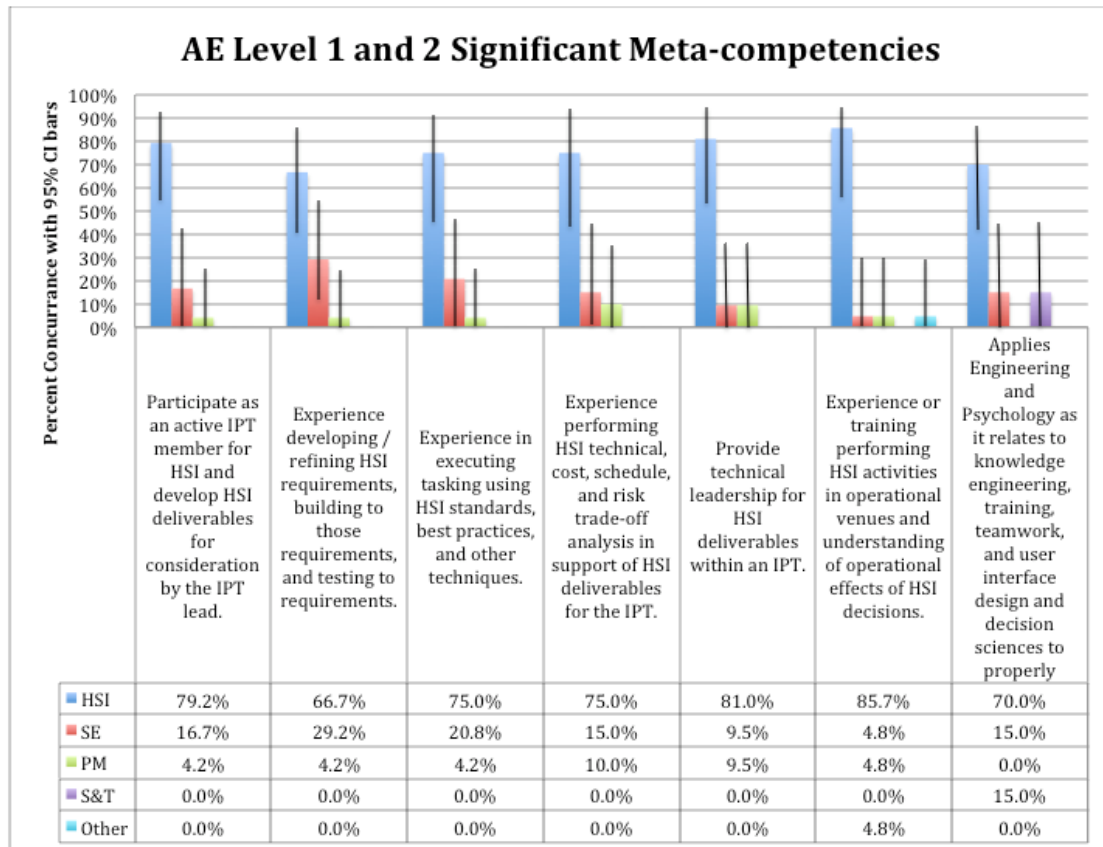 AE Level 1 and 2 Significant Meta-competencies
Percent Concurrance with 95% CI bars
100%
90%
80%
70%
60%
50%
40%
30%
20%
10%
0%
Participate as
an active IPT
member for
HSI and
develop HSI
deliverables
for
consideration
by the IPT
lead.
Experience
developing /
refining HSI
requirements,
building to
those
requirements,
and testing to
requirements.
Experience in
executing
tasking using
HSI standards,
best practices,
and other
techniques.
Experience
performing
HSI technical,
cost, schedule,
and risk
trade-off
analysis in
support of HSI
deliverables
for the IPT.
Provide
technical
leadership for
HSI
deliverables
within an IPT.
Experience or
training
performing
HSI activities
in operational
venues and
understanding
of operational
effects of HSI
decisions.
Applies
Engineering
and
Psychology as
it relates to
knowledge
engineering,
training,
teamwork,
and user
interface
design and
decision
sciences to
properly
HSI 79.2% 66.7% 75.0% 75.0% 81.0% 85.7% 70.0%
SE 16.7% 29.2% 20.8% 15.0% 9.5% 4.8% 15.0%
PM 4.2% 4.2% 4.2% 10.0% 9.5% 4.8% 0.0%
S&T 0.0% 0.0% 0.0% 0.0% 0.0% 0.0% 15.0%
Other 0.0% 0.0% 0.0% 0.0% 0.0% 4.8% 0.0%